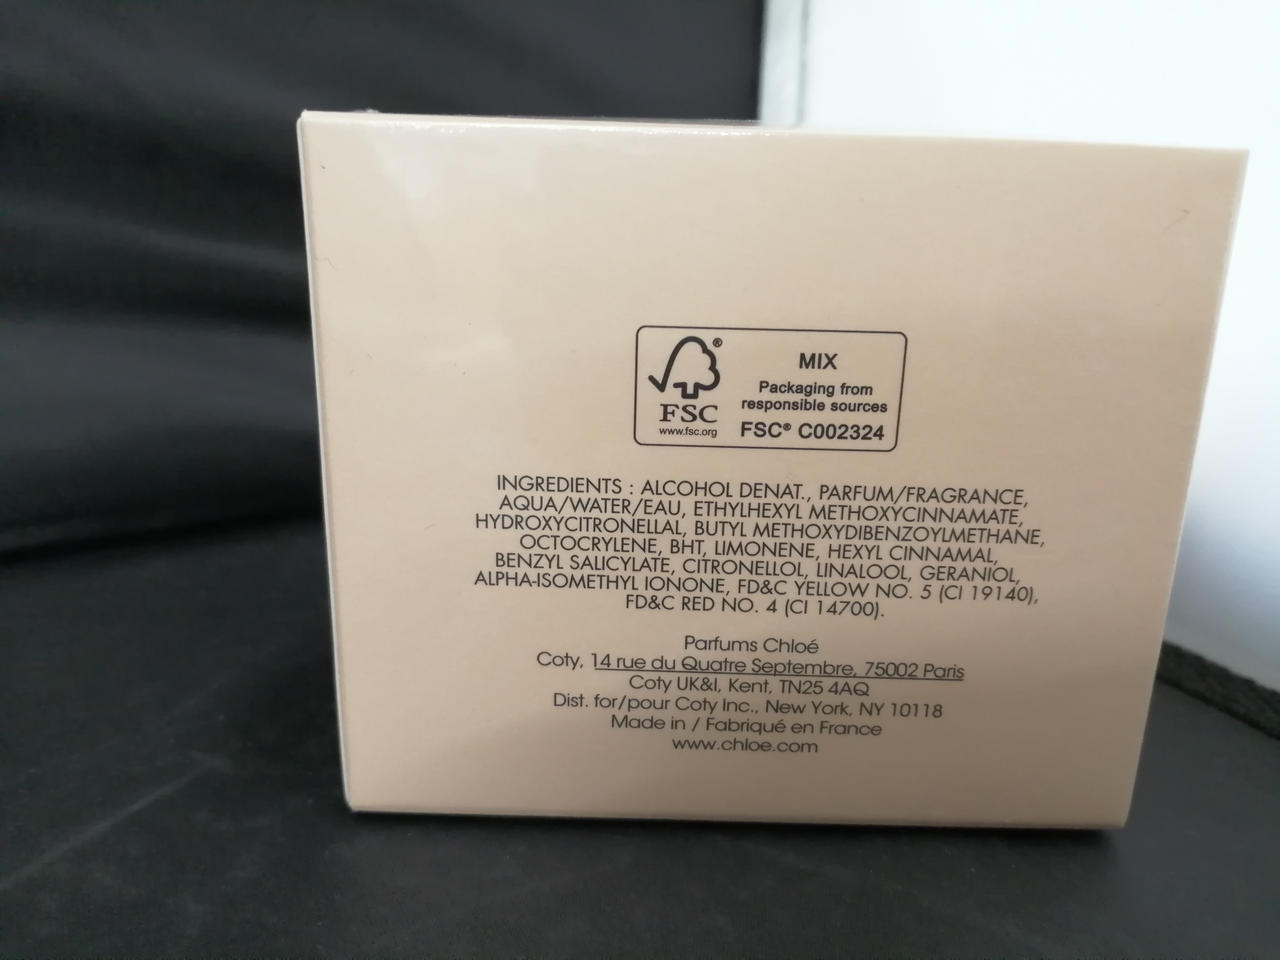 MIX
Packaging from
responsible sources
FSC® C002324
®
FSC
www.fsc.org
INGREDIENTS : ALCOHOL DENAT., PARFUM/FRAGRANCE,
AQUA/WATER/EAU, ETHYLHEXYL METHOXYCINNAMATE,
HYDROXYCITRONELLAL, BUTYL METHOXYDIBENZOYLMETHANE,
OCTOCRYLENE, BHT, LIMONENE, HEXYL CINNAMAL,
BENZYL SALICYLATE, CITRONELLOL, LINALOOL, GERANIOL,
ALPHA-ISOMETHYL IONONE, FD&C YELLOW NO. 5 (CI 19140),
FD&C RED NO. 4 (CI 14700).
Parfums Chloé
Coty, 14 rue du Quatre Septembre, 75002 Paris
Coty UK&I, Kent, TN25 4AQ
Dist. for/pour Coty Inc., New York, NY 10118
Made in / Fabriqué en France
www.chloe.com